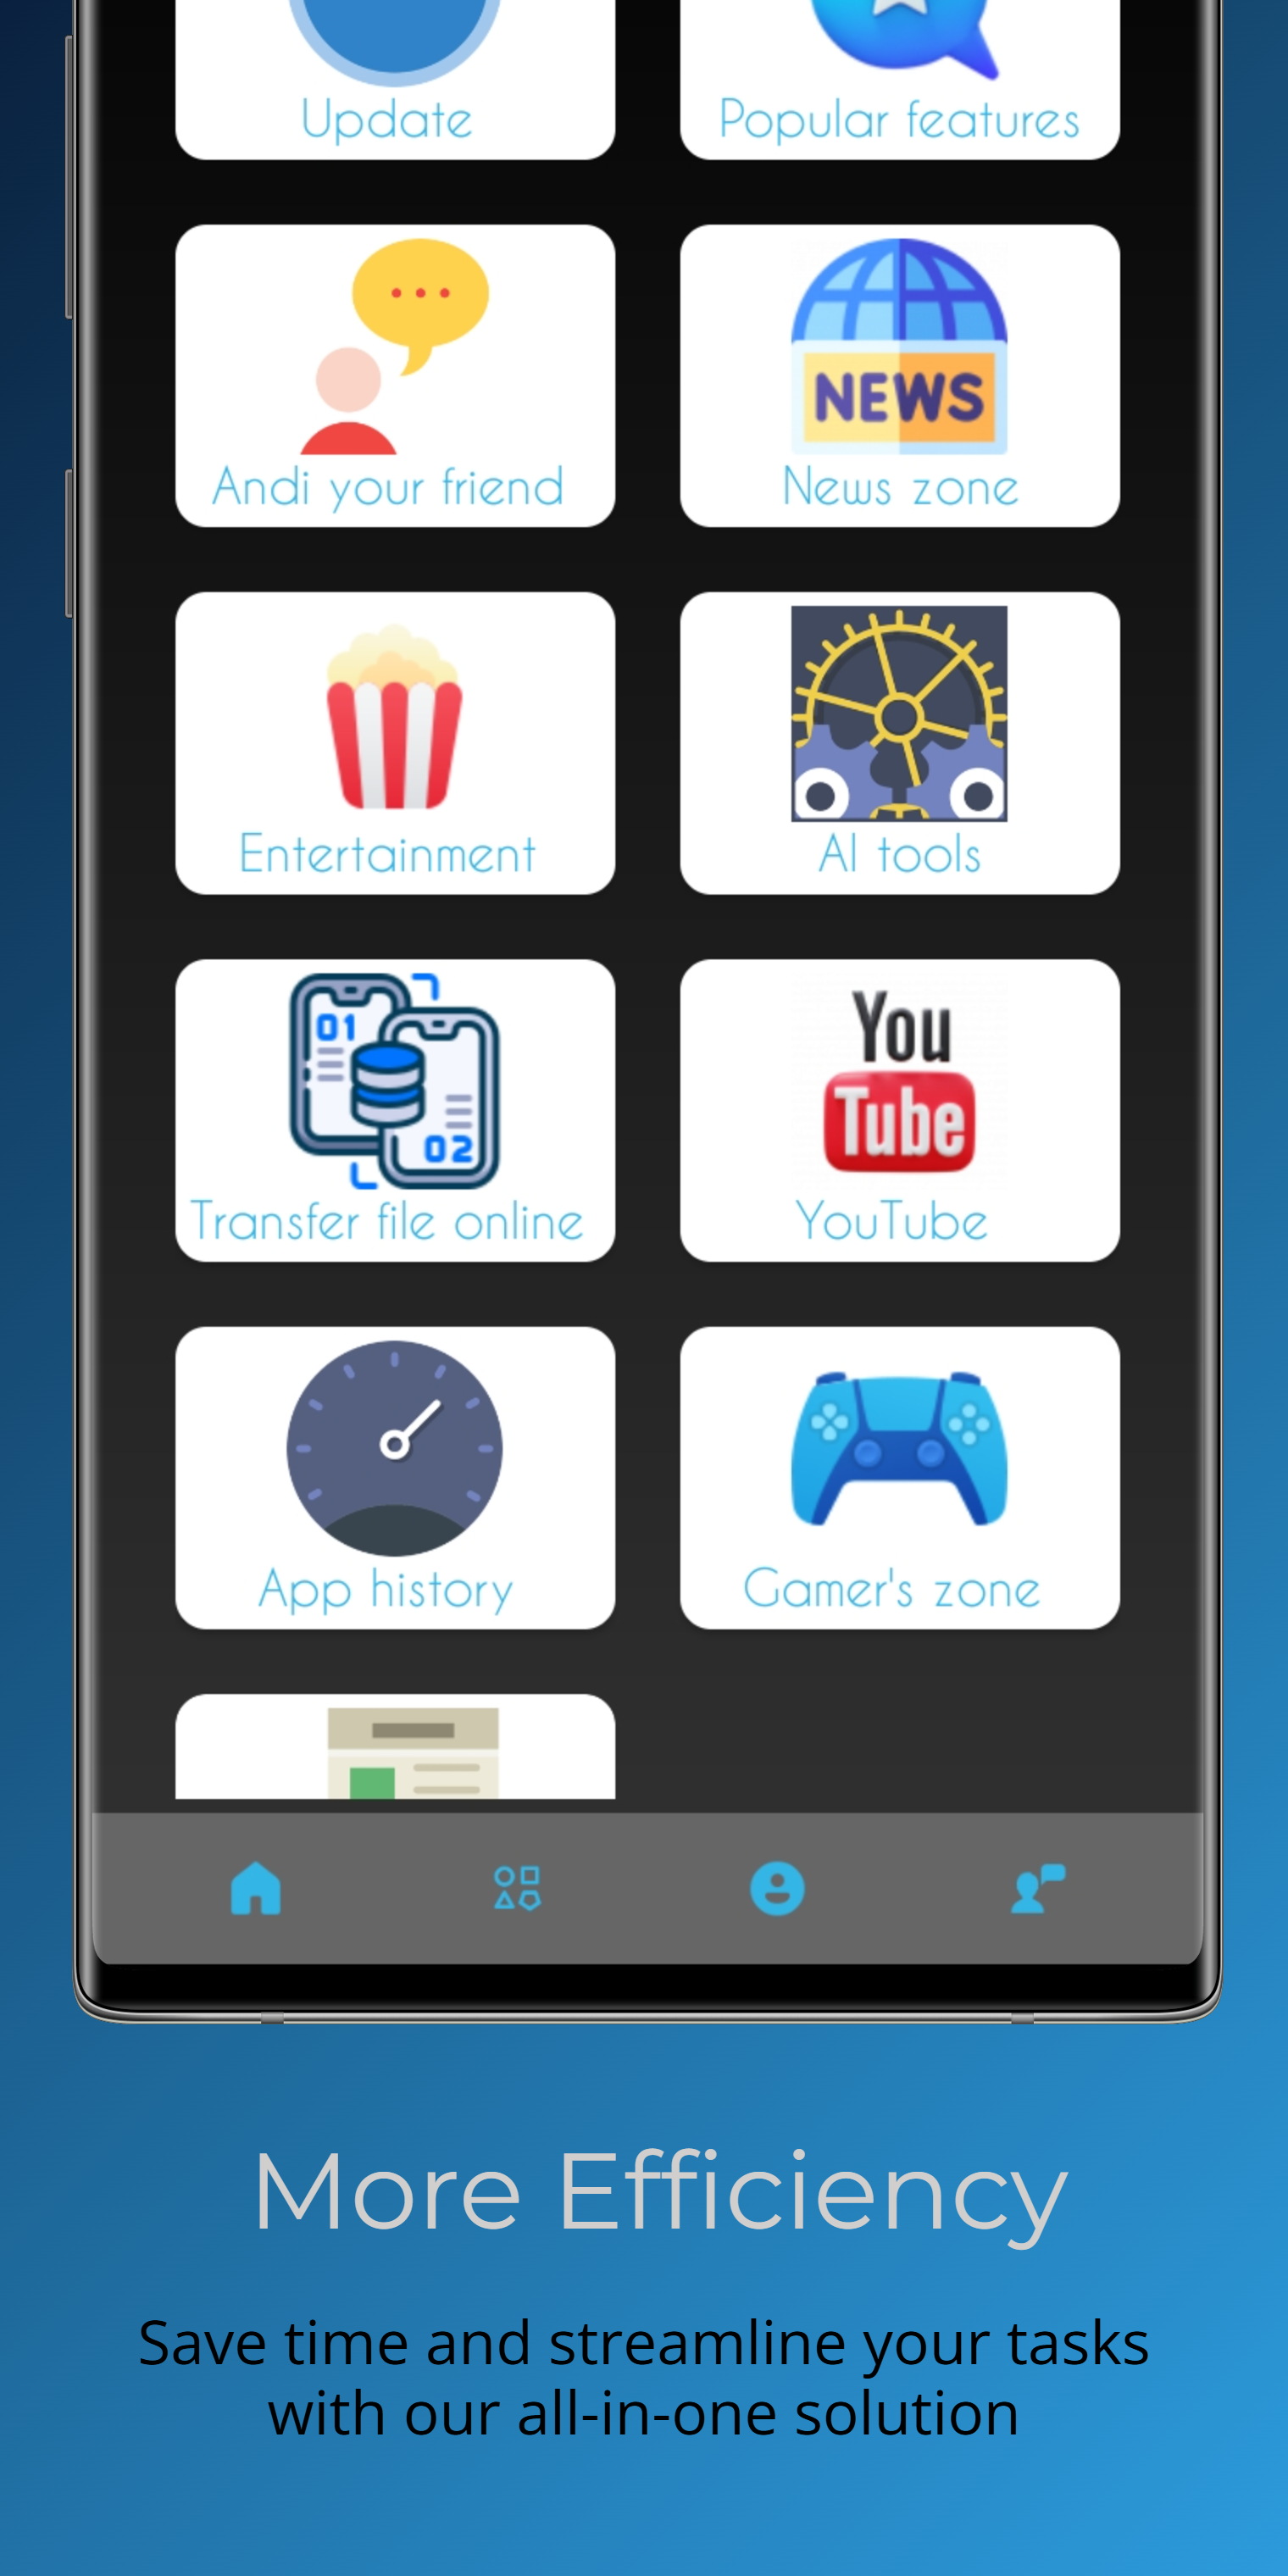 Update
Popular features
Andi your friend
NEWS
News zone
Entertainment
AI tools
01
02
Transfer file online
You
Tube
YouTube
App history
Gamer's zone
More Efficiency
Save time and streamline your tasks
with our all-in-one solution